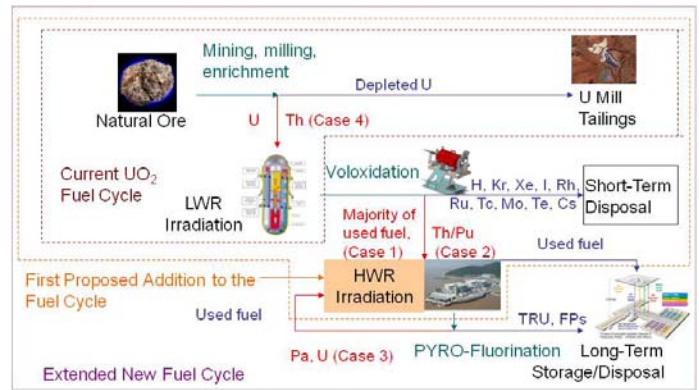 Mining, milling,
enrichment
Depleted U
Natural Ore
U Mill
Tailings
U
Th (Case 4)
Current UO₂
Fuel Cycle
LWR
Irradiation
Voloxidation
H, Kr, Xe, I, Rh,
Ru, Tc, Mo, Te, Cs
Short-Term
Disposal
Majority of
used fuel,
(Case 1)
Th/Pu
(Case 2)
Used fuel
First Proposed Addition to the
Fuel Cycle
HWR
Irradiation
Used fuel
TRU, FPs
Pa, U (Case 3)
PYRO-Fluorination
Long-Term
Storage/Disposal
Extended New Fuel Cycle